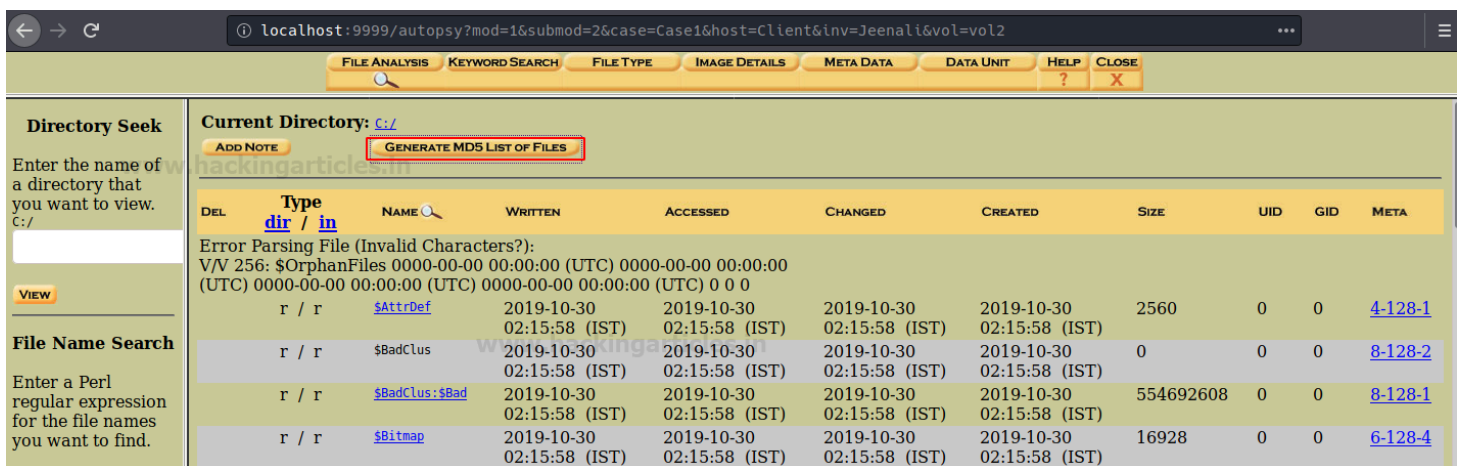 localhost:9999/autopsy?mod=1&submod=2&case=Case1&host=Client&inv=Jeenali&vol=vol2
FILE ANALYSIS KEYWORD SEARCH FILE TYPE IMAGE DETAILS META DATA DATA UNIT HELP CLOSE
? X
Directory Seek
Enter the name of
a directory that
you want to view.
C:/
VIEW
File Name Search
Enter a Perl
regular expression
for the file names
you want to find.
Current Directory: C:/
ADD NOTE GENERATE MD5 LIST OF FILES
www.hackingarticles.in
DEL Type NAME WRITTEN ACCESSED CHANGED CREATED SIZE UID GID META
dir / in
Error Parsing File (Invalid Characters?):
V/V 256: $OrphanFiles 0000-00-00 00:00:00 (UTC) 0000-00-00 00:00:00
(UTC) 0000-00-00 00:00:00 (UTC) 0000-00-00 00:00:00 (UTC) 0 0 0
r / r $AttrDef 2019-10-30 2019-10-30 2019-10-30 2019-10-30 2560 0 0 4-128-1
02:15:58 (IST) 02:15:58 (IST) 02:15:58 (IST) 02:15:58 (IST)
www.hackingarticles.in
r / r $BadClus 2019-10-30 2019-10-30 2019-10-30 2019-10-30 0 0 0 8-128-2
02:15:58 (IST) 02:15:58 (IST) 02:15:58 (IST) 02:15:58 (IST)
r / r $BadClus:$Bad 2019-10-30 2019-10-30 2019-10-30 2019-10-30 554692608 0 0 8-128-1
02:15:58 (IST) 02:15:58 (IST) 02:15:58 (IST) 02:15:58 (IST)
r / r $Bitmap 2019-10-30 2019-10-30 2019-10-30 2019-10-30 16928 0 0 6-128-4
02:15:58 (IST) 02:15:58 (IST) 02:15:58 (IST) 02:15:58 (IST)